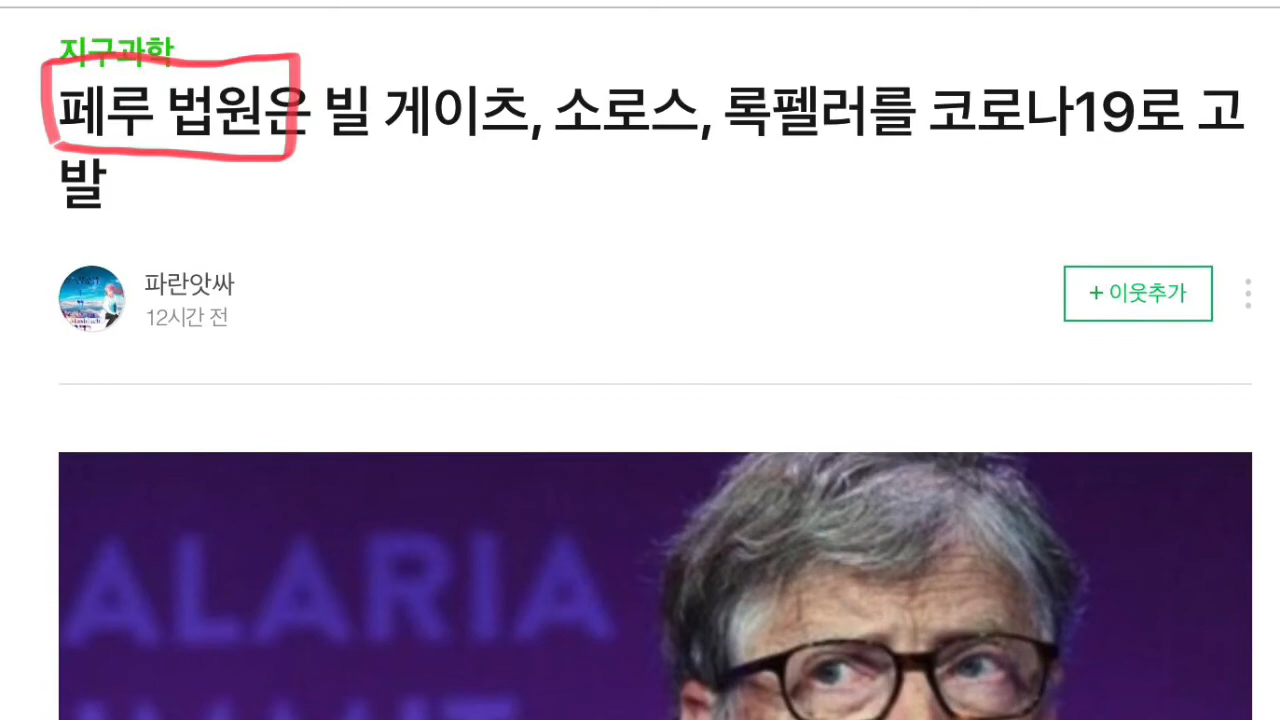 지구과학
페루 법원은 빌 게이츠, 소로스, 록펠러를 코로나19로 고
발
파란앗싸
12시간 전
+ 이웃추가
ALARIA